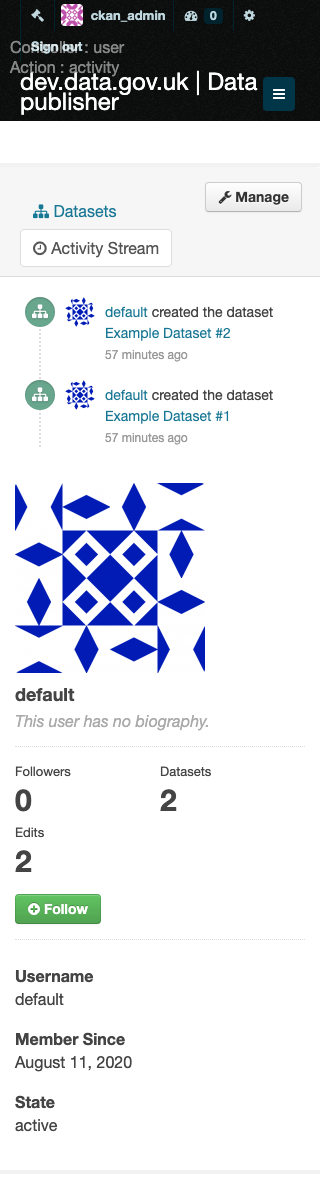 ckan_admin 0
Controller : user
Sign out
Action : activity
dev.data.gov.uk | Data
publisher
Manage
Datasets
Activity Stream
default created the dataset
Example Dataset #2
57 minutes ago
default created the dataset
Example Dataset #1
57 minutes ago
default
This user has no biography.
Followers Datasets
0 2
Edits
2
Follow
Username
default
Member Since
August 11, 2020
State
active